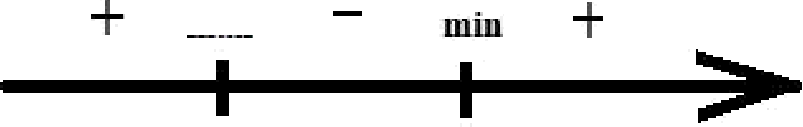 + ------ − min +